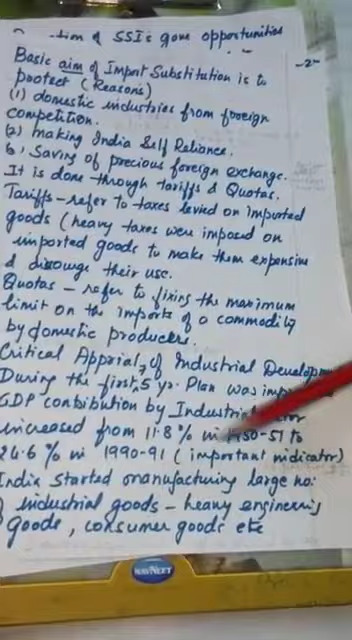 -tion of SSI's gave opportunities
-2-
Basic aim of Import Substitution is to
protect (Reasons)
(1) domestic industries from foreign
competition.
(2) Making India Self Reliance.
Saving of precious foreign exchange.
It is done through tariffs & Quotas.
Tariffs - refer to taxes levied on imported
goods (heavy taxes were imposed on
imported goods to make them expensive
& discourge their use.
Quotas - refer to fixing the maximum
limit on the imports of a commodity
by domestic producers.
Critical Apprial of Industrial Developm
During the first 5 yr. Plan was
GDP contibution by Industrial
increased from 11.8% in 1950-51 to
24.6% in 1990-91 (important indicator)
India started manufacturing large no:
industrial goods - heavy engineering
goods, consumer goods etc
NAVNEET